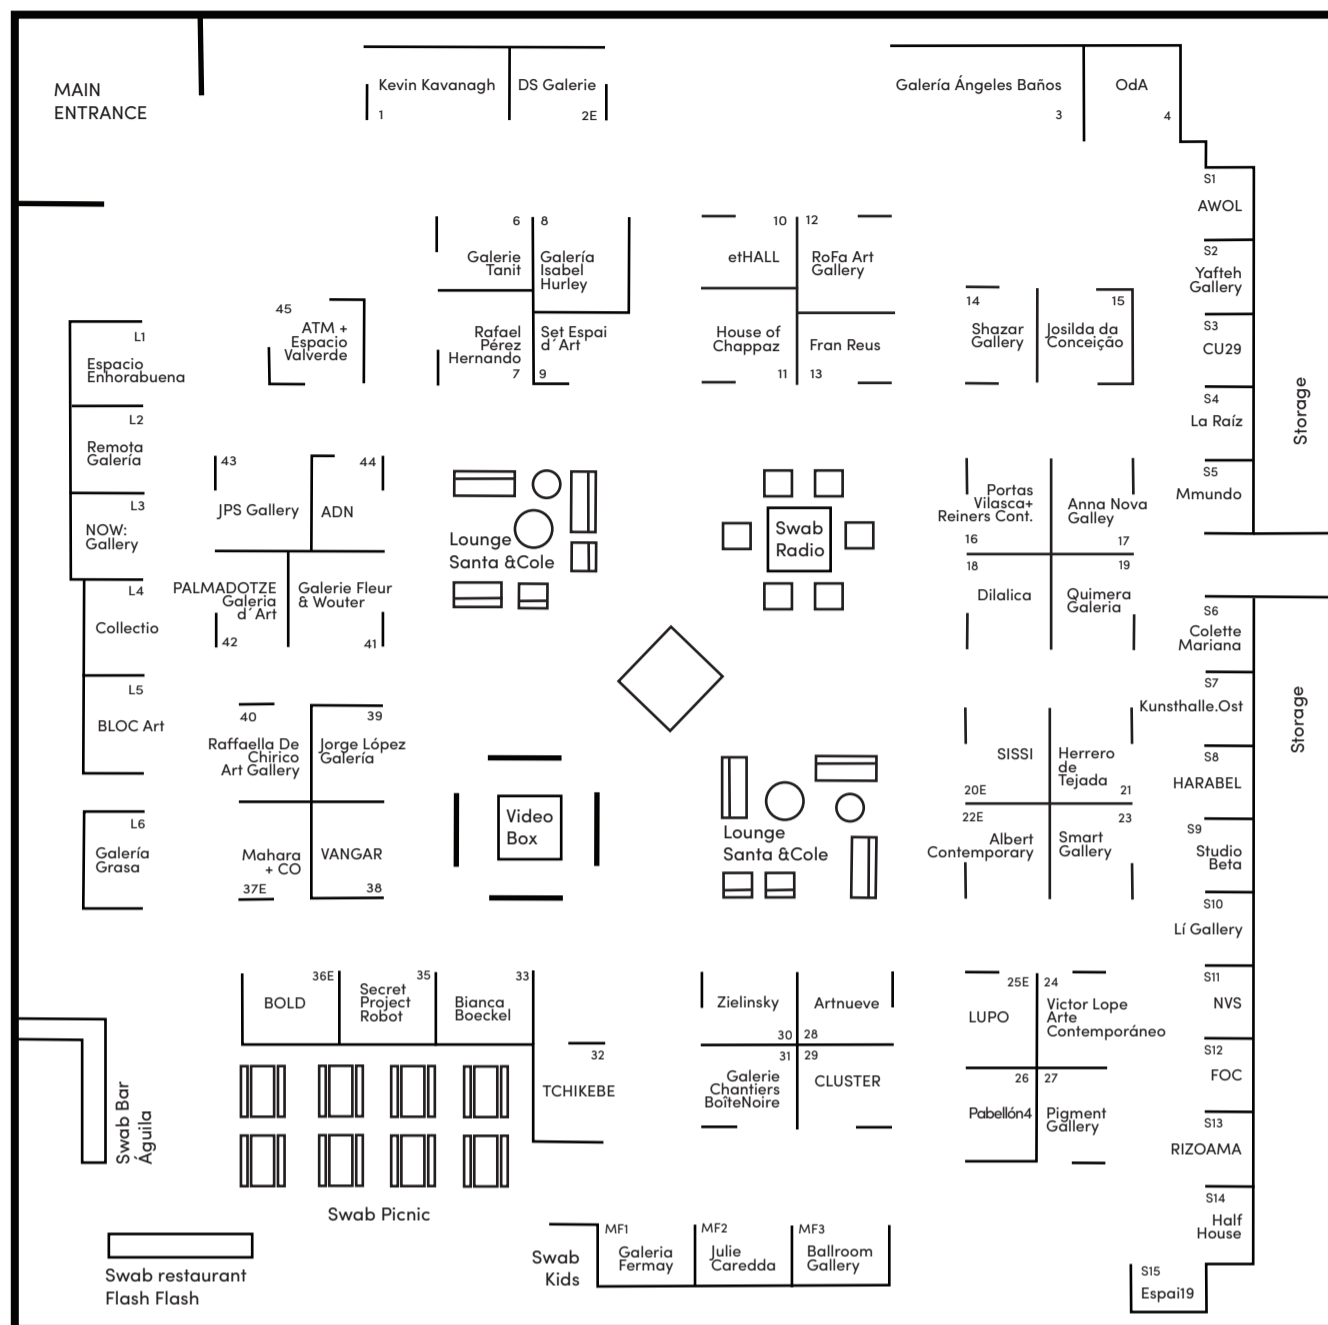 MAIN
ENTRANCE
Kevin Kavanagh
1
DS Galerie
2E
Galería Ángeles Baños
3
OdA
4
S1
AWOL
S2
Yafteh
Gallery
S3
CU29
S4
La Raíz
S5
Mmundo
Storage
6
Galerie
Tanit
8
Galería
Isabel
Hurley
Rafael
Pérez
Hernando
7
Set Espai
d´Art
9
10
etHALL
12
RoFa Art
Gallery
House of
Chappaz
11
Fran Reus
13
14
Shazar
Gallery
15
Josilda da
Conceição
45
ATM +
Espacio
Valverde
L1
Espacio
Enhorabuena
L2
Remota
Galería
L3
NOW:
Gallery
L4
Collectio
L5
BLOC Art
L6
Galería
Grasa
43
JPS Gallery
44
ADN
PALMADOTZE
Galeria
d´Art
42
Galerie Fleur
& Wouter
41
Lounge
Santa &Cole
Swab
Radio
Portas
Vilasca+
Reiners Cont.
16
Anna Nova
Galley
17
18
Dilalica
19
Quimera
Galeria
S6
Colette
Mariana
S7
Kunsthalle.Ost
S8
HARABEL
S9
Studio
Beta
S10
Lí Gallery
S11
NVS
S12
FOC
S13
RIZOAMA
S14
Half
House
S15
Espai19
Storage
40
Raffaella De
Chirico
Art Gallery
39
Jorge López
Galería
Mahara
+ CO
37E
VANGAR
38
Video
Box
Lounge
Santa &Cole
SISSI
20E
Herrero
de
Tejada
21
22E
Albert
Contemporary
23
Smart
Gallery
36E
BOLD
35
Secret
Project
Robot
33
Bianca
Boeckel
32
TCHIKEBE
Zielinsky
30
Artnueve
28
31
Galerie
Chantiers
BoîteNoire
29
CLUSTER
25E
LUPO
24
Victor Lope
Arte
Contemporáneo
26
Pabellón4
27
Pigment
Gallery
Swab Bar
Águila
Swab Picnic
Swab restaurant
Flash Flash
Swab
Kids
MF1
Galeria
Fermay
MF2
Julie
Caredda
MF3
Ballroom
Gallery